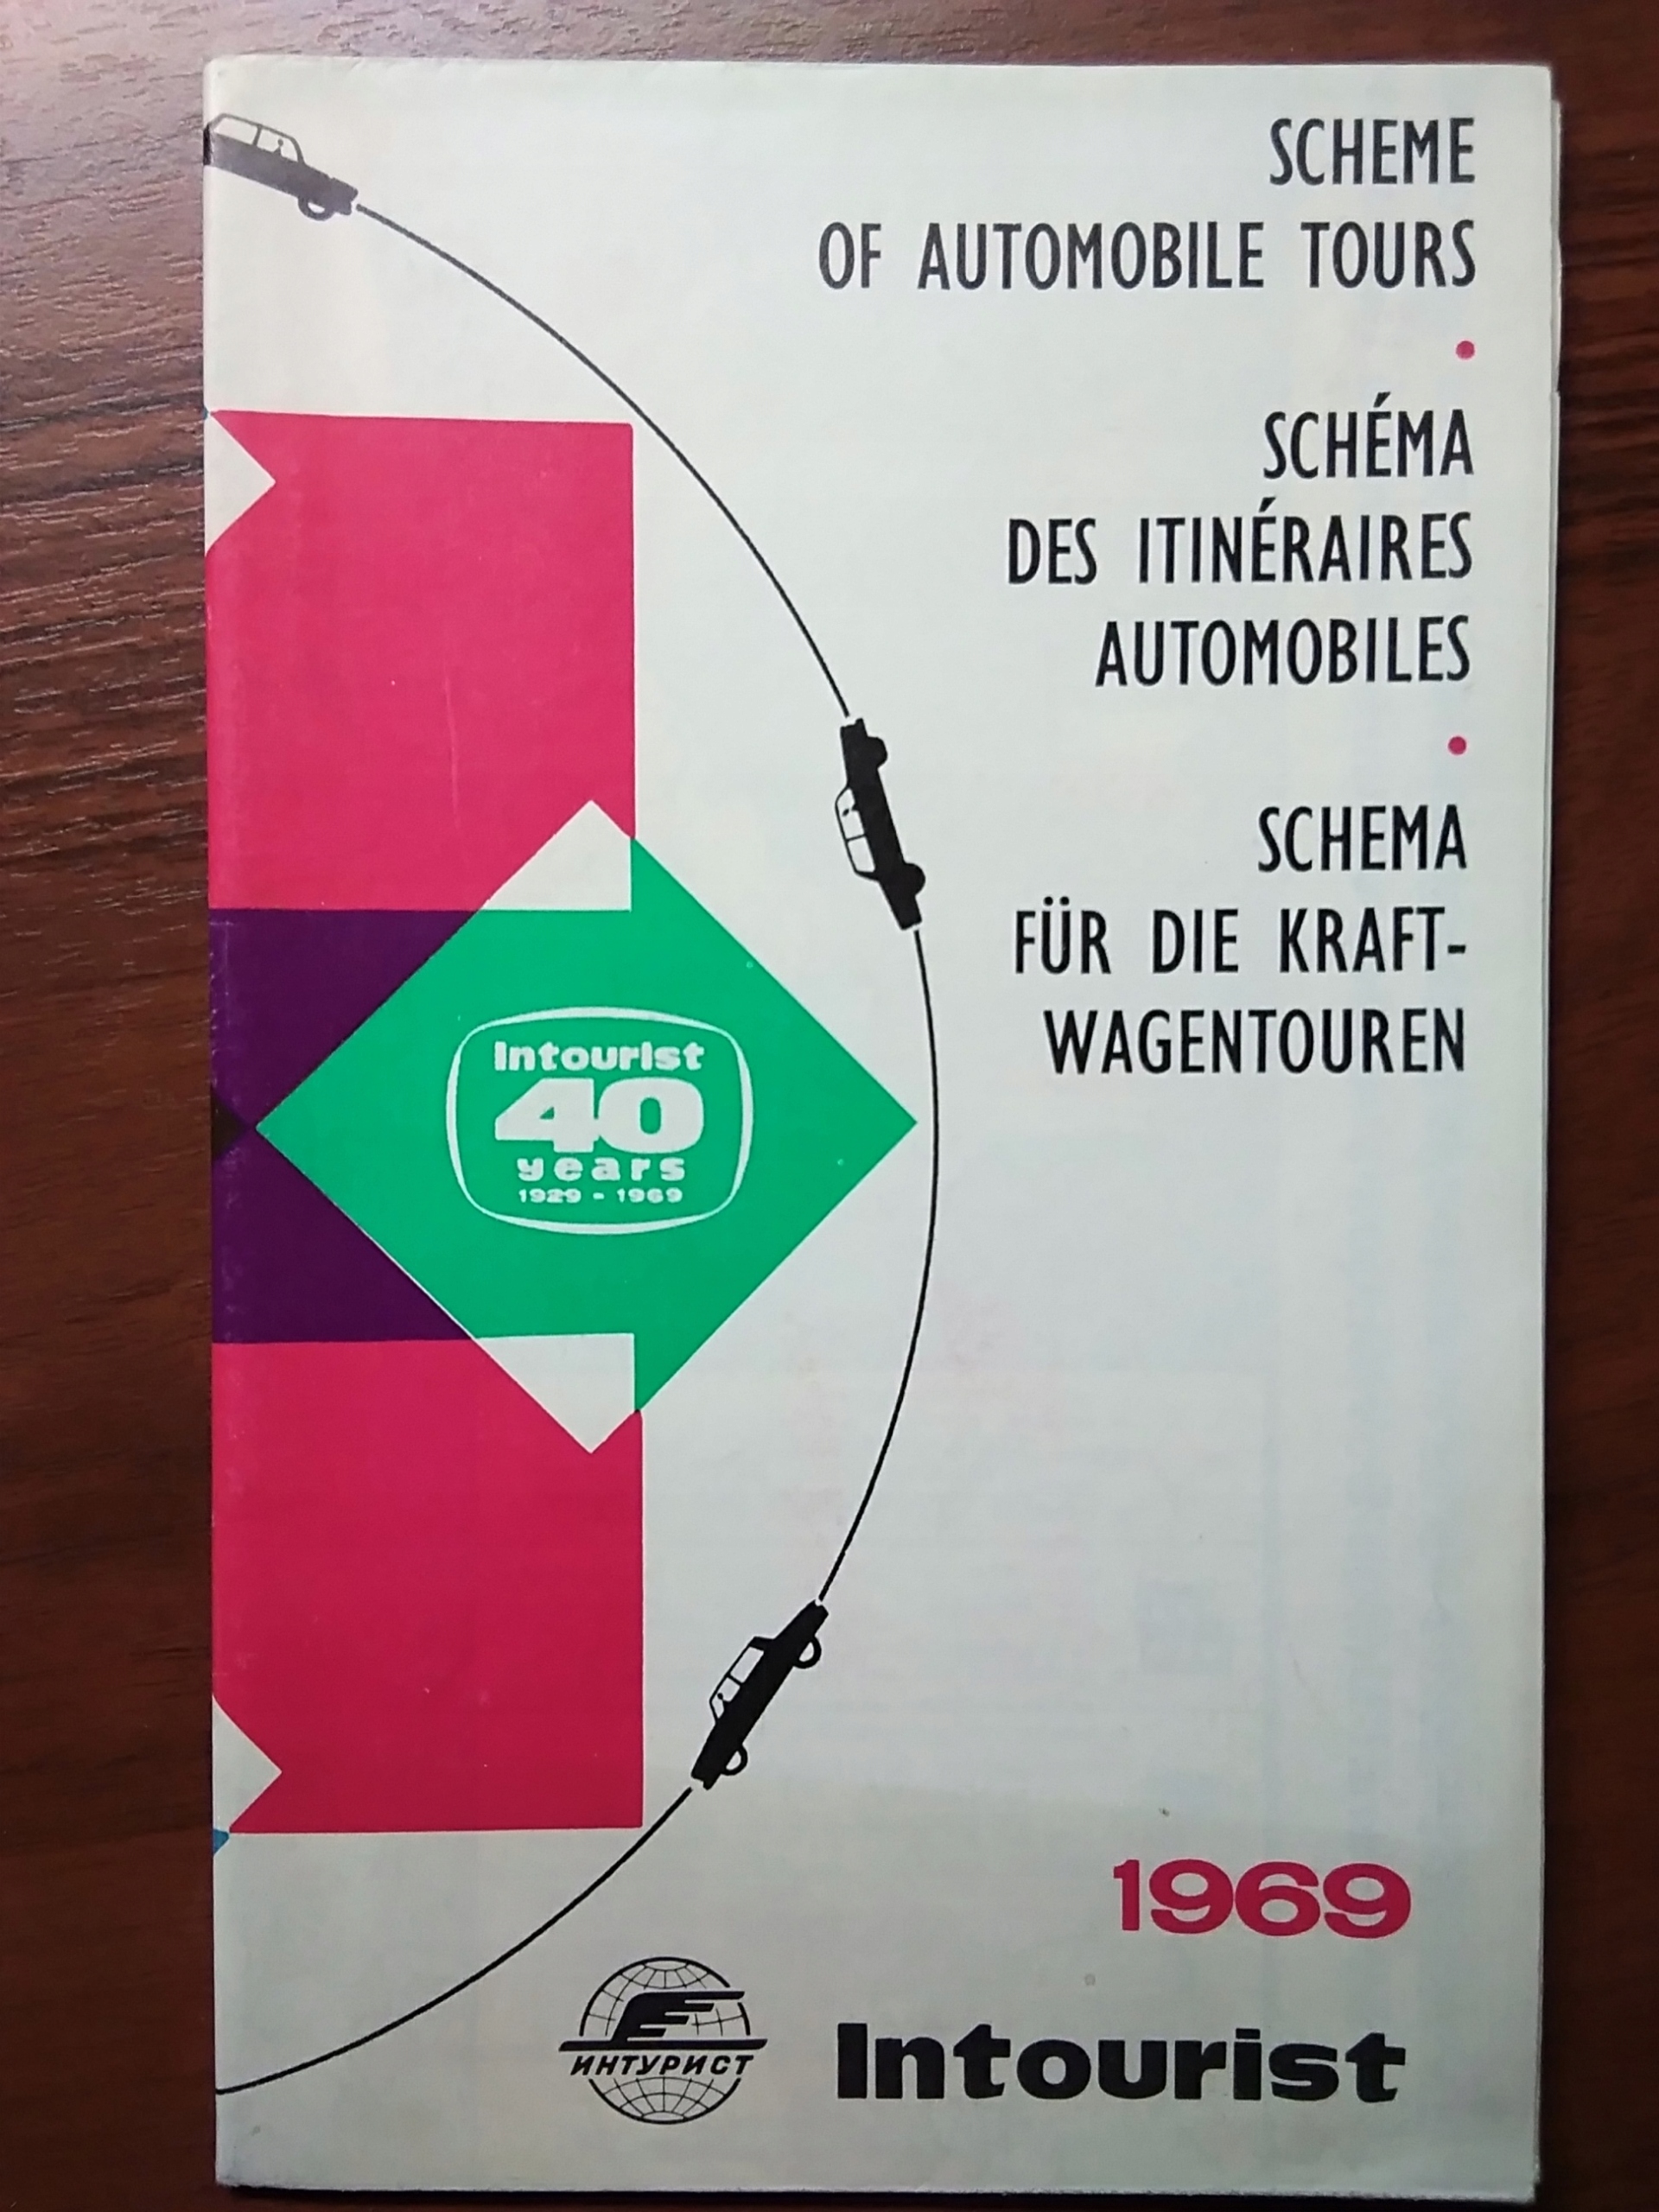 SCHEME
OF AUTOMOBILE TOURS
SCHÉMA
DES ITINÉRAIRES
AUTOMOBILES
SCHEMA
FÜR DIE KRAFT-
WAGENTOUREN
Intourist
40
years
1929 - 1969
1969
ИНТУРИСТ
Intourist